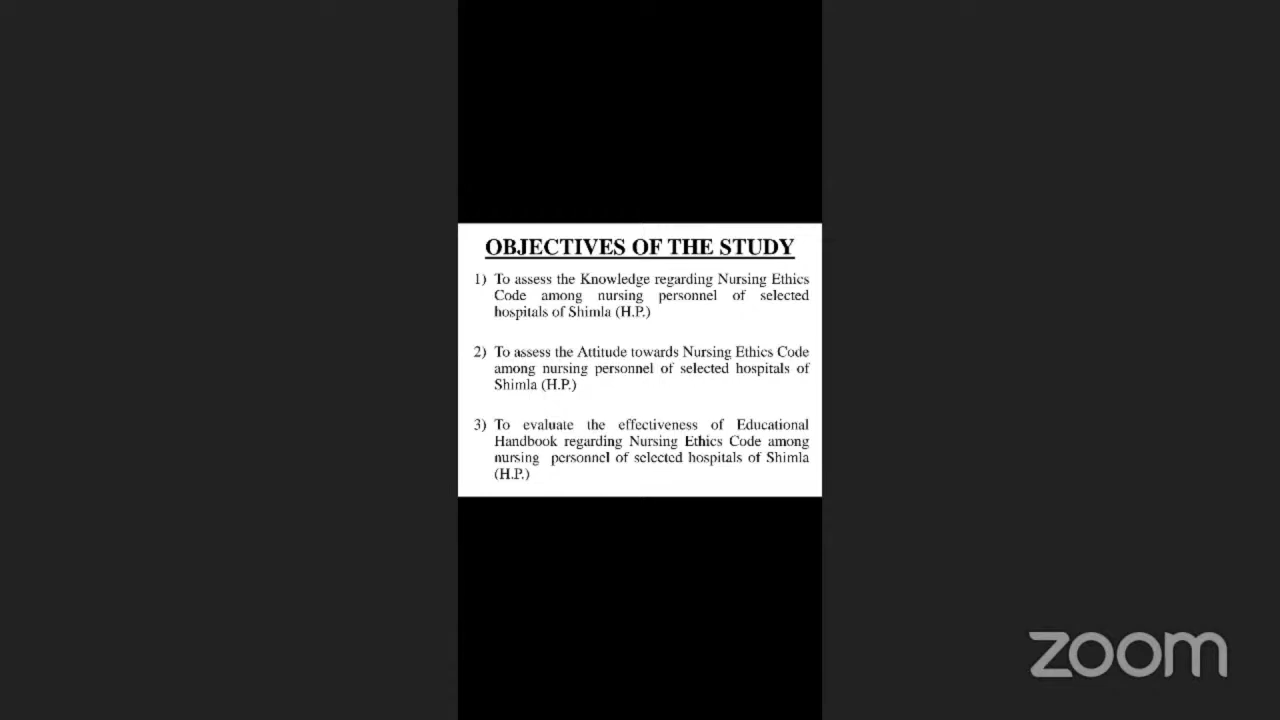 OBJECTIVES OF THE STUDY
1) To assess the Knowledge regarding Nursing Ethics
Code among nursing personnel of selected
hospitals of Shimla (H.P.)
2) To assess the Attitude towards Nursing Ethics Code
among nursing personnel of selected hospitals of
Shimla (H.P.)
3) To evaluate the effectiveness of Educational
Handbook regarding Nursing Ethics Code among
nursing personnel of selected hospitals of Shimla
(H.P.)
zoom